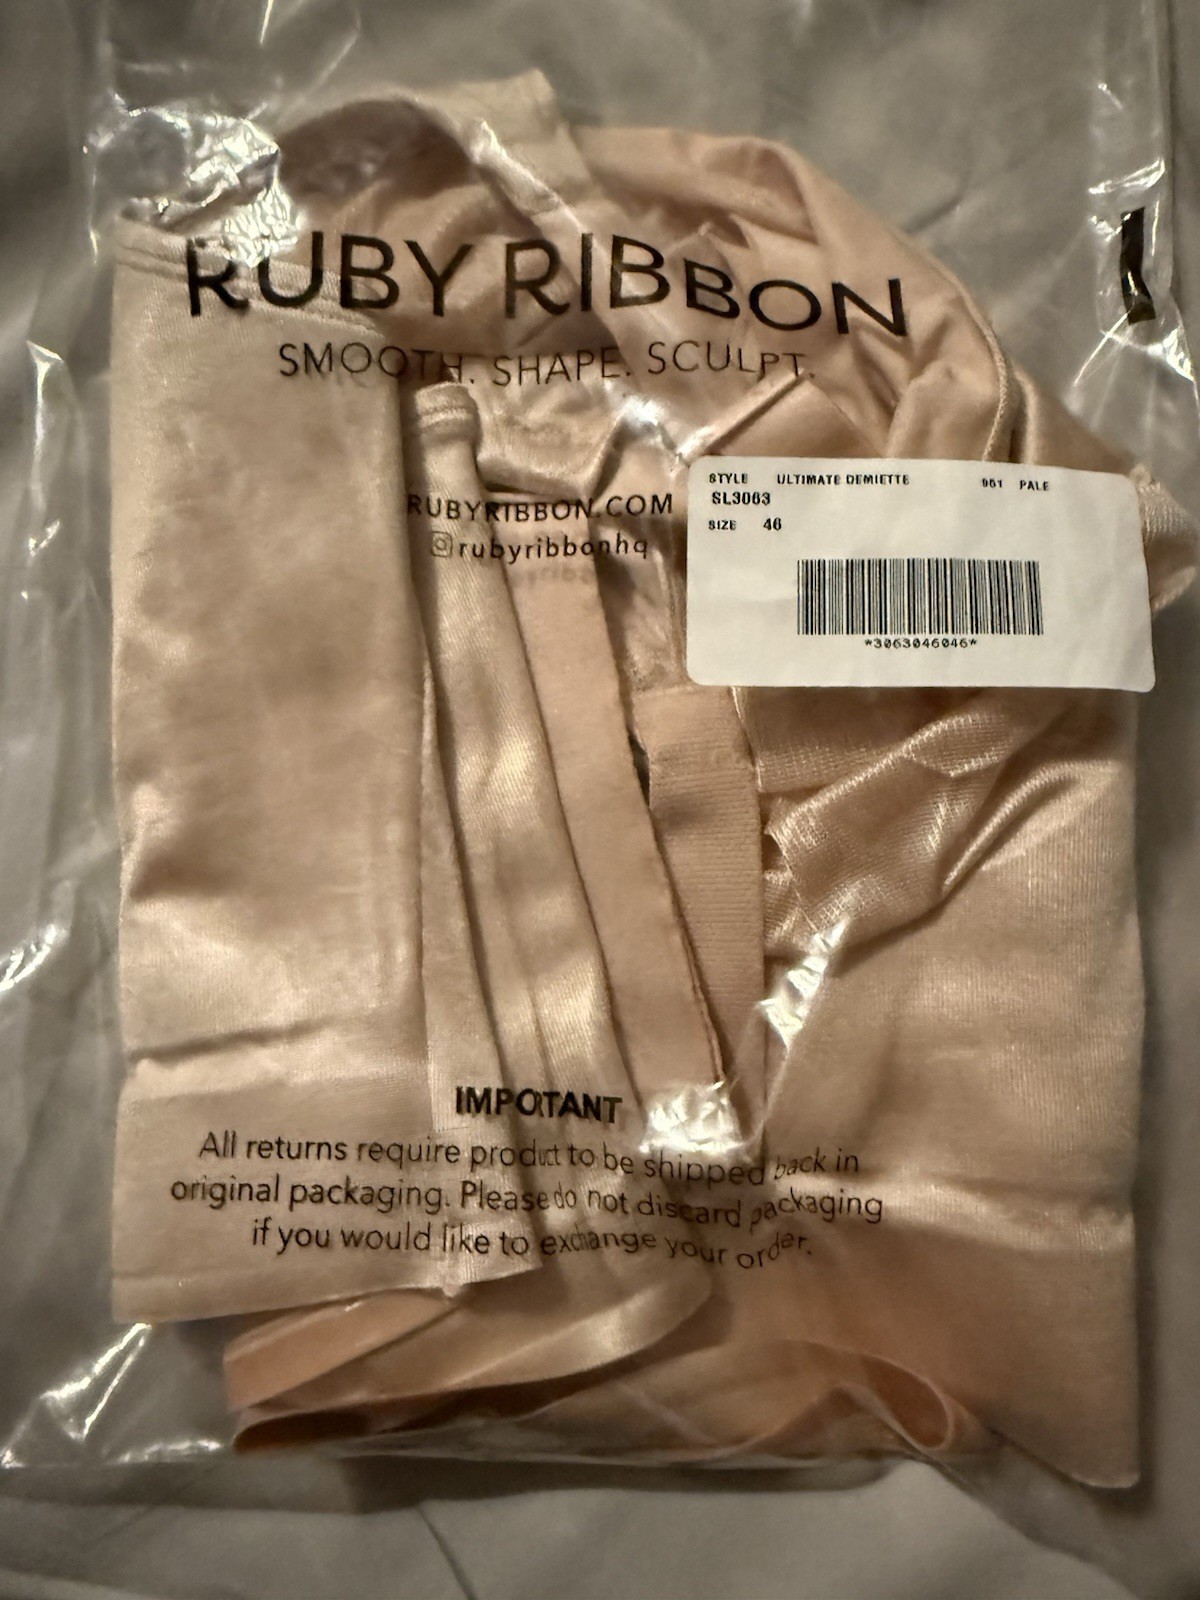 RUBY RIBBON
SMOOTH. SHAPE. SCULPT.
RUBYRIBBON.COM
rubyribbonhq
STYLE ULTIMATE DEMIETTE 961 PALE
SL3063
SIZE 46
*3063046046*
IMPORTANT
All returns require product to be shipped back in
original packaging. Please do not discard packaging
if you would like to exchange your order.